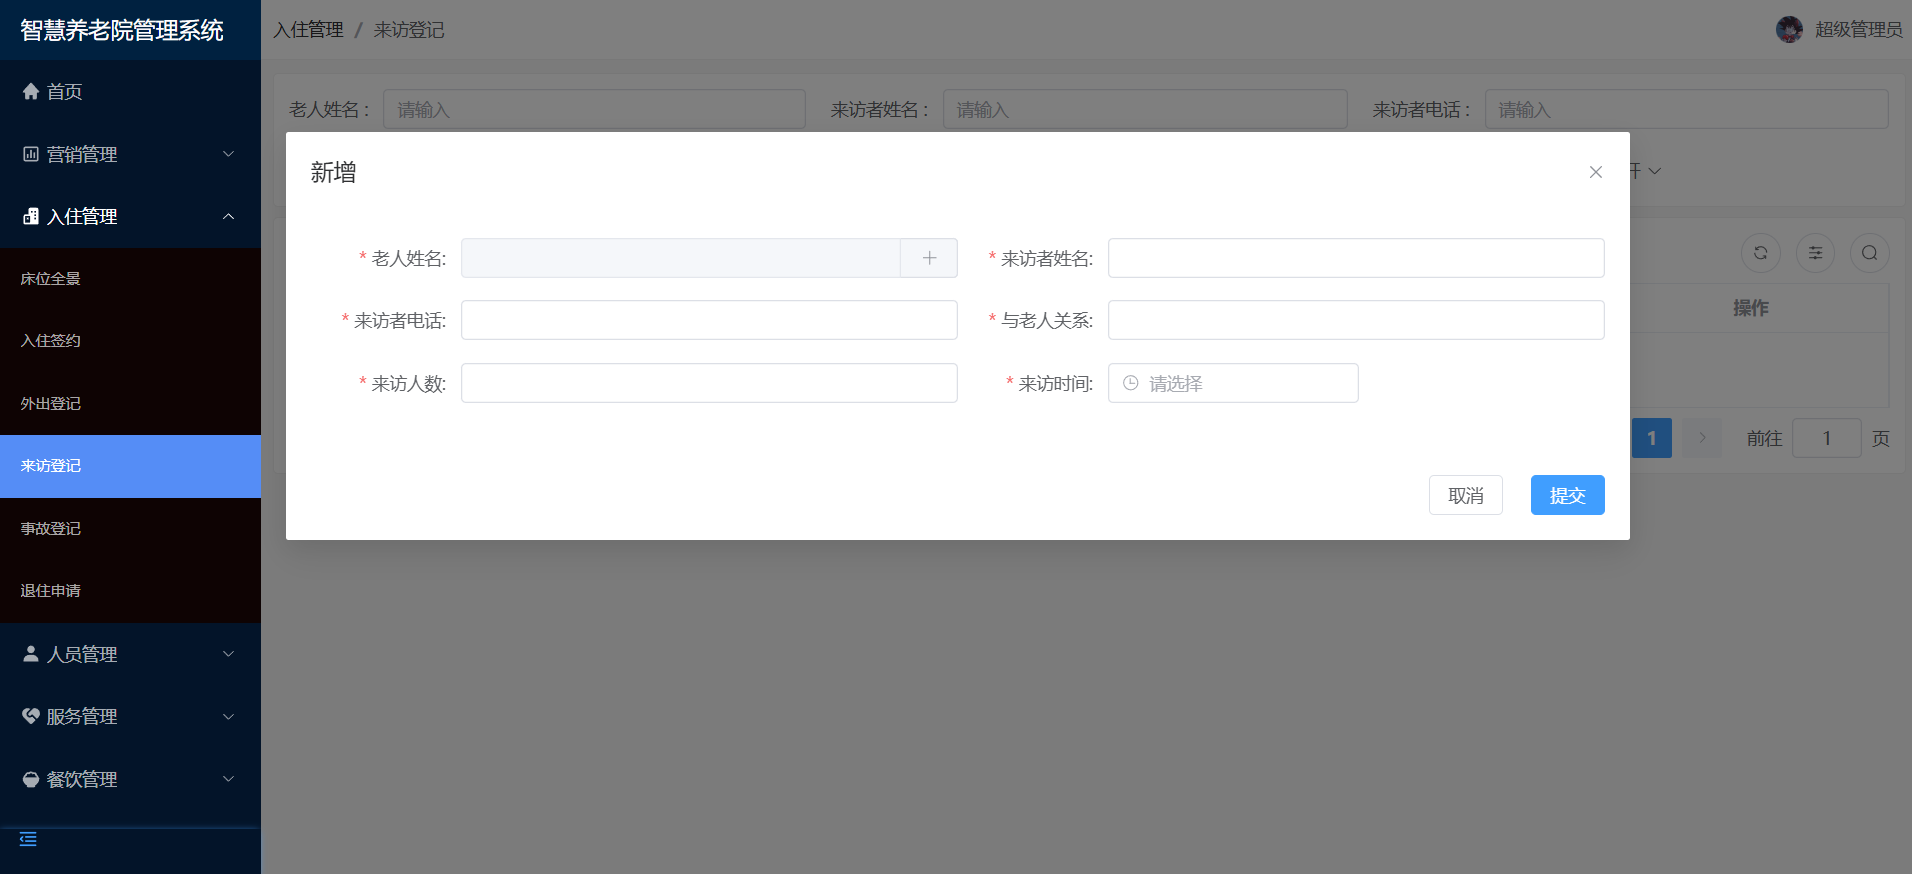 智慧养老院管理系统
首页
营销管理
入住管理
床位全景
入住签约
外出登记
来访登记
事故登记
退住申请
人员管理
服务管理
餐饮管理
入住管理 / 来访登记
超级管理员
老人姓名： 请输入 来访者姓名： 请输入 来访者电话： 请输入
开
操作
1 前往 1 页
新增
* 老人姓名: * 来访者姓名:
* 来访者电话: * 与老人关系:
* 来访人数: * 来访时间: 请选择
取消 提交